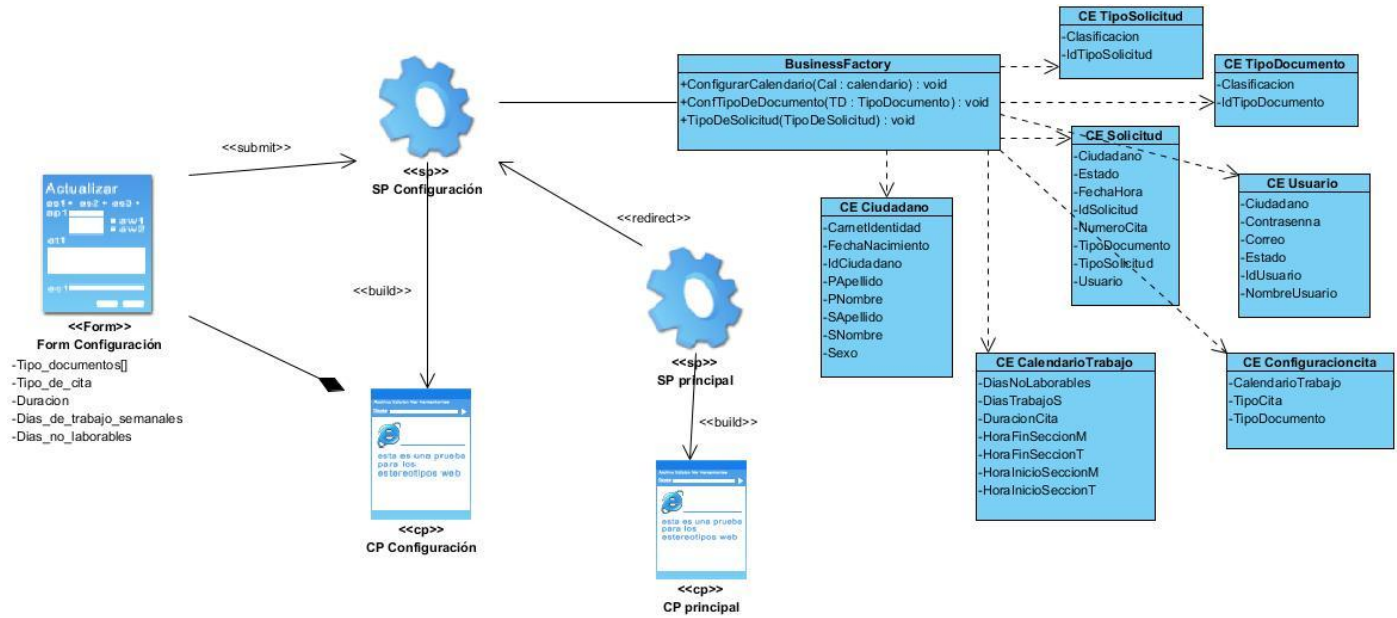 <<submit>>
<<sp>>
SP Configuración
<<redirect>>
<<build>>
Actualizar
<<Form>>
Form Configuración
-Tipo_documentos[]
-Tipo_de_cita
-Duracion
-Dias_de_trabajo_semanales
-Dias_no_laborables
esta es una prueba
para los
estereotipos web
<<cp>>
CP Configuración
<<sp>>
SP principal
<<build>>
esta es una prueba
para los
estereotipos web
<<cp>>
CP principal
BusinessFactory
+ConfigurarCalendario(Cal : calendario) : void
+ConfTipoDeDocumento(TD : TipoDocumento) : void
+TipoDeSolicitud(TipoDeSolicitud) : void
CE TipoSolicitud
-Clasificacion
-IdTipoSolicitud
CE TipoDocumento
-Clasificacion
-IdTipoDocumento
CE Solicitud
-Ciudadano
-Estado
-FechaHora
-IdSolicitud
-NumeroCita
-TipoDocumento
-TipoSolicitud
-Usuario
CE Usuario
-Ciudadano
-Contrasenna
-Correo
-Estado
-IdUsuario
-NombreUsuario
CE Ciudadano
-CarnetIdentidad
-FechaNacimiento
-IdCiudadano
-PApellido
-PNombre
-SApellido
-SNombre
-Sexo
CE CalendarioTrabajo
-DiasNoLaborables
-DiasTrabajoS
-DuracionCita
-HoraFinSeccionM
-HoraFinSeccionT
-HoraInicioSeccionM
-HoraInicioSeccionT
CE Configuracioncita
-CalendarioTrabajo
-TipoCita
-TipoDocumento